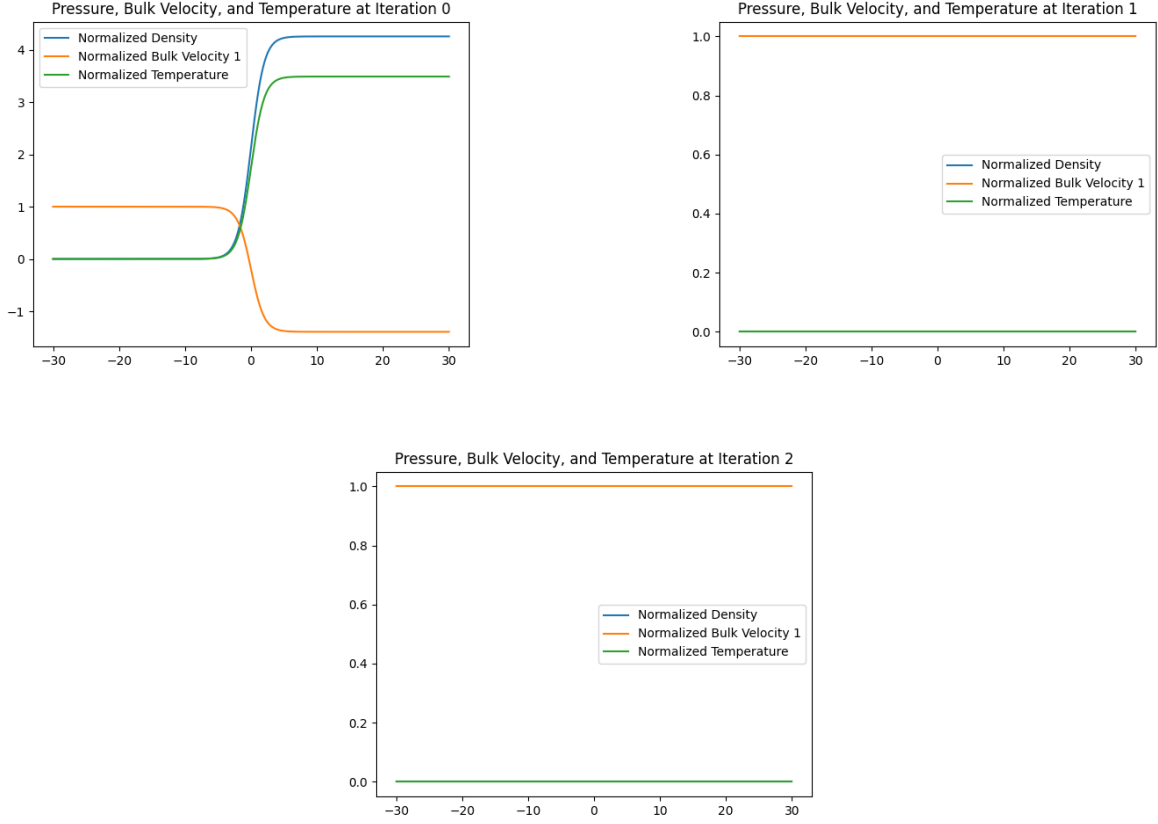 Pressure, Bulk Velocity, and Temperature at Iteration 0
Normalized Density
Normalized Bulk Velocity 1
Normalized Temperature
4
3
2
1
0
−1
−30 −20 −10 0 10 20 30
Pressure, Bulk Velocity, and Temperature at Iteration 1
1.0
0.8
0.6
0.4
0.2
0.0
Normalized Density
Normalized Bulk Velocity 1
Normalized Temperature
−30 −20 −10 0 10 20 30
Pressure, Bulk Velocity, and Temperature at Iteration 2
1.0
0.8
0.6
0.4
0.2
0.0
Normalized Density
Normalized Bulk Velocity 1
Normalized Temperature
−30 −20 −10 0 10 20 30